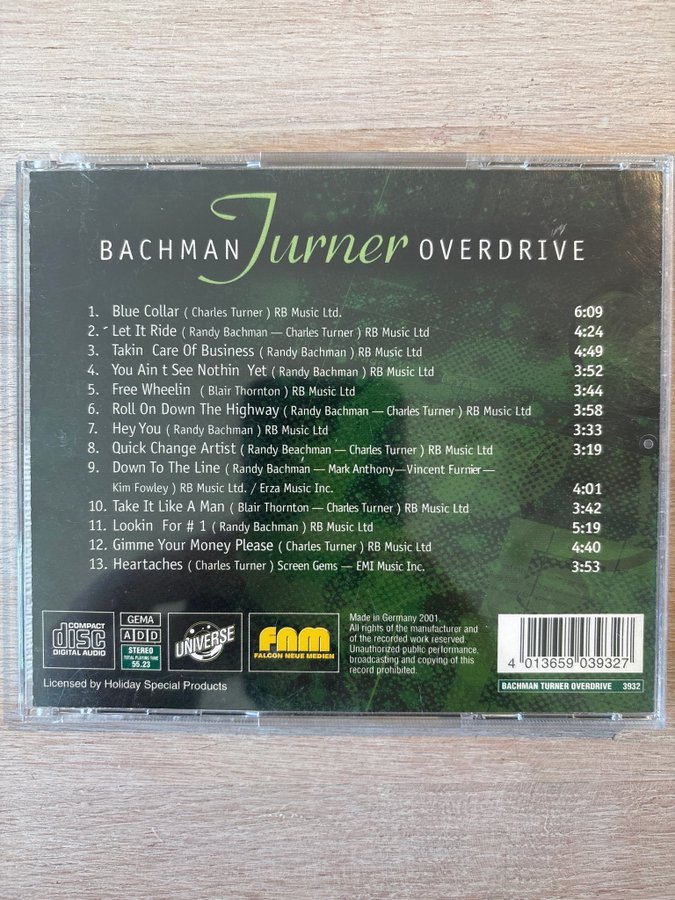 BACHMAN Turner OVERDRIVE
1. Blue Collar ( Charles Turner ) RB Music Ltd. 6:09
2. Let It Ride ( Randy Bachman — Charles Turner ) RB Music Ltd 4:24
3. Takin Care Of Business ( Randy Bachman ) RB Music Ltd 4:49
4. You Ain t See Nothin Yet ( Randy Bachman ) RB Music Ltd 3:52
5. Free Wheelin ( Blair Thornton ) RB Music Ltd 3:44
6. Roll On Down The Highway ( Randy Bachman — Charles Turner ) RB Music Ltd 3:58
7. Hey You ( Randy Bachman ) RB Music Ltd 3:33
8. Quick Change Artist ( Randy Beachman — Charles Turner ) RB Music Ltd 3:19
9. Down To The Line ( Randy Bachman — Mark Anthony—Vincent Furnier—
Kim Fowley ) RB Music Ltd. / Erza Music Inc. 4:01
10. Take It Like A Man ( Blair Thornton — Charles Turner ) RB Music Ltd 3:42
11. Lookin For # 1 ( Randy Bachman ) RB Music Ltd 5:19
12. Gimme Your Money Please ( Charles Turner ) RB Music Ltd 4:40
13. Heartaches ( Charles Turner ) Screen Gems — EMI Music Inc. 3:53
COMPACT
disc
DIGITAL AUDIO
GEMA
A D D
STEREO
TOTAL PLAYING TIME
55.23
UNIVERSE
FAM
FALCON NEUE MEDIEN
Made in Germany 2001.
All rights of the manufacturer and
of the recorded work reserved.
Unauthorized public performance,
broadcasting and copying of this
record prohibited.
4 013659 039327
BACHMAN TURNER OVERDRIVE 3932
Licensed by Holiday Special Products